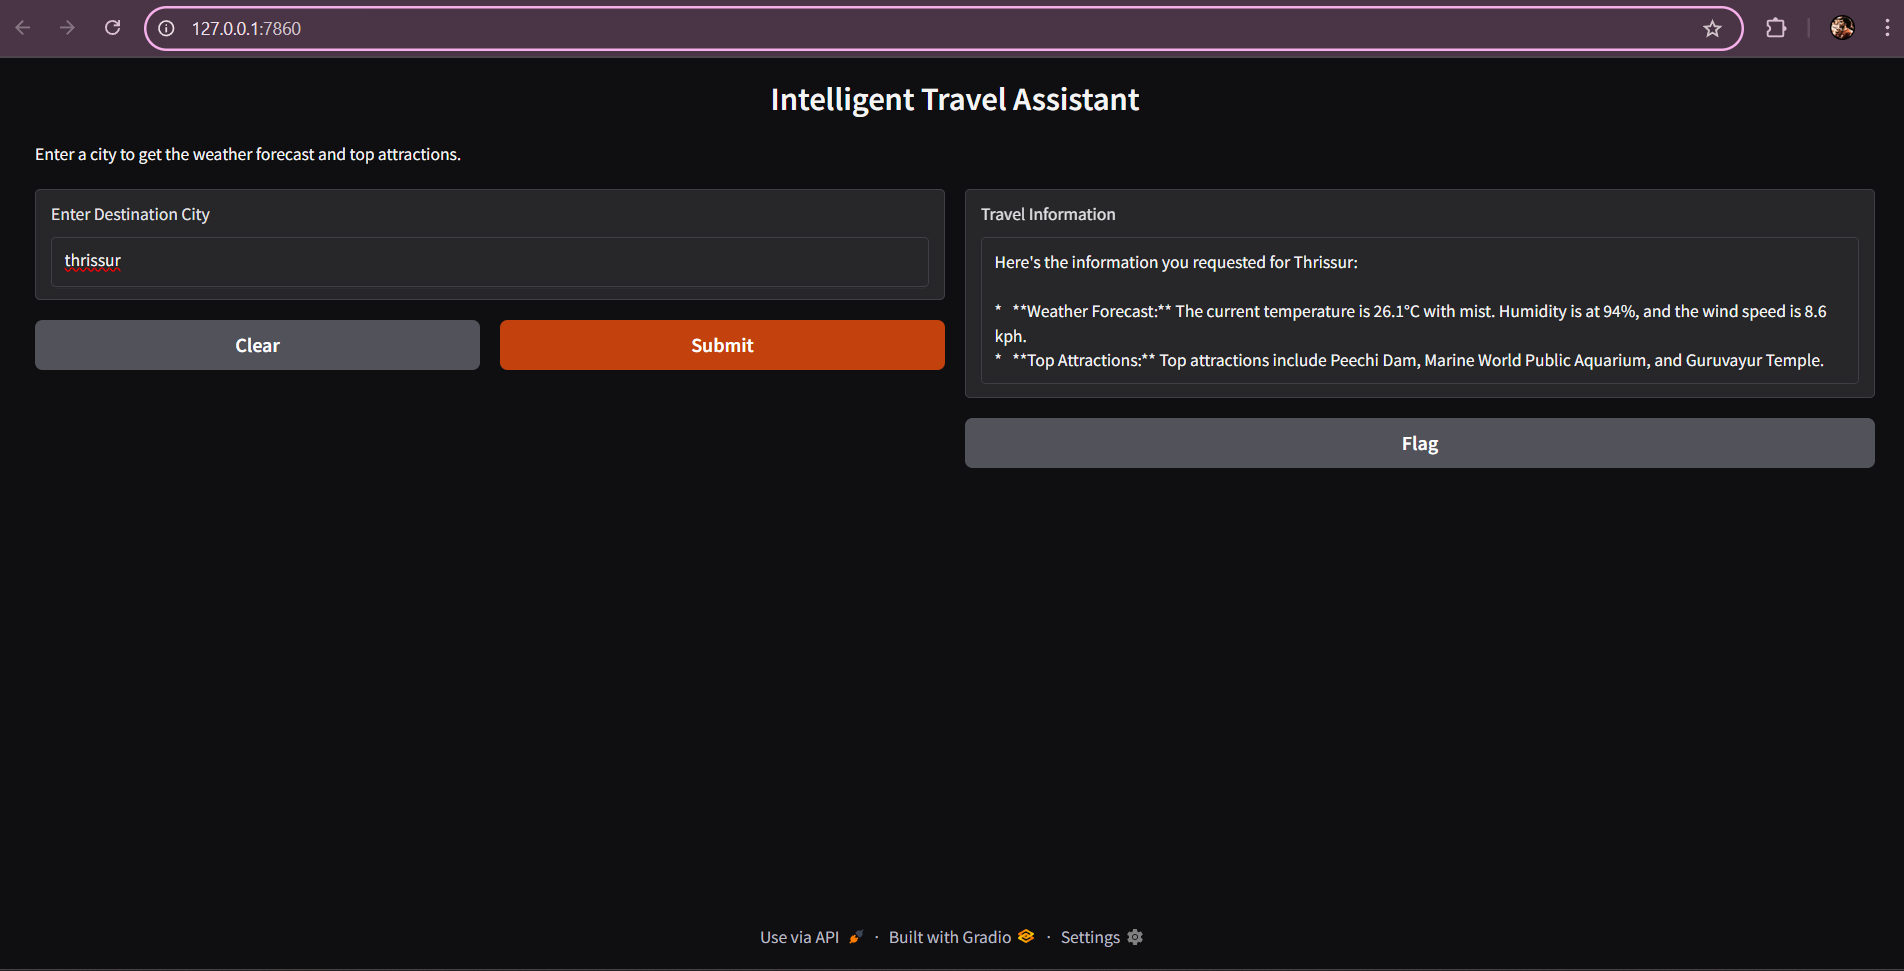 127.0.0.1:7860
Intelligent Travel Assistant
Enter a city to get the weather forecast and top attractions.
Enter Destination City
thrissur
Clear
Submit
Travel Information
Here's the information you requested for Thrissur:
* **Weather Forecast:** The current temperature is 26.1°C with mist. Humidity is at 94%, and the wind speed is 8.6
kph.
* **Top Attractions:** Top attractions include Peechi Dam, Marine World Public Aquarium, and Guruvayur Temple.
Flag
Use via API · Built with Gradio · Settings